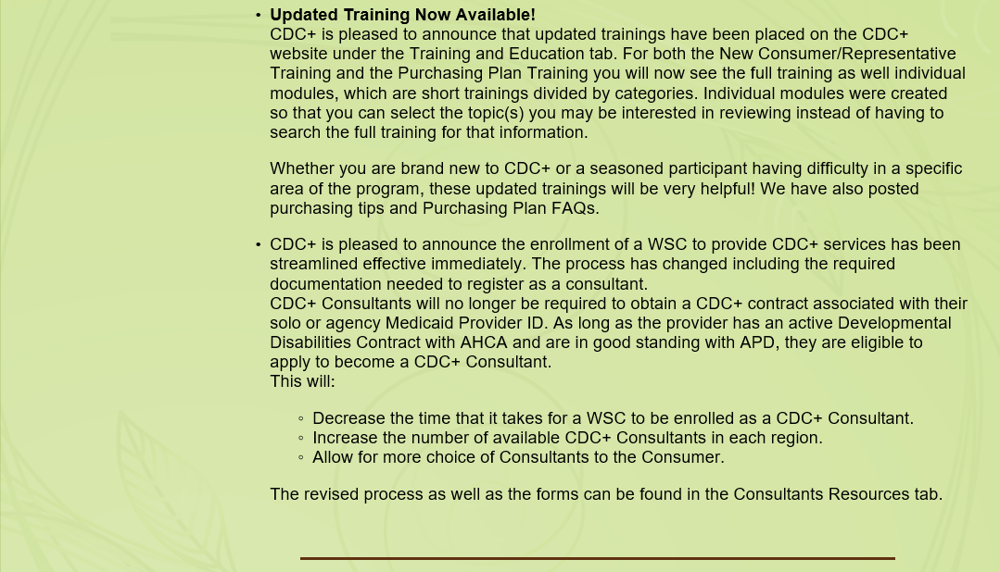 • Updated Training Now Available!
CDC+ is pleased to announce that updated trainings have been placed on the CDC+
website under the Training and Education tab. For both the New Consumer/Representative
Training and the Purchasing Plan Training you will now see the full training as well individual
modules, which are short trainings divided by categories. Individual modules were created
so that you can select the topic(s) you may be interested in reviewing instead of having to
search the full training for that information.
Whether you are brand new to CDC+ or a seasoned participant having difficulty in a specific
area of the program, these updated trainings will be very helpful! We have also posted
purchasing tips and Purchasing Plan FAQs.
• CDC+ is pleased to announce the enrollment of a WSC to provide CDC+ services has been
streamlined effective immediately. The process has changed including the required
documentation needed to register as a consultant.
CDC+ Consultants will no longer be required to obtain a CDC+ contract associated with their
solo or agency Medicaid Provider ID. As long as the provider has an active Developmental
Disabilities Contract with AHCA and are in good standing with APD, they are eligible to
apply to become a CDC+ Consultant.
This will:
◦ Decrease the time that it takes for a WSC to be enrolled as a CDC+ Consultant.
◦ Increase the number of available CDC+ Consultants in each region.
◦ Allow for more choice of Consultants to the Consumer.
The revised process as well as the forms can be found in the Consultants Resources tab.